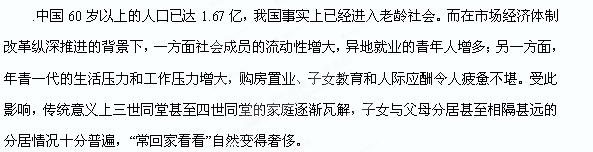 .中国 60 岁以上的人口已达 1.67 亿，我国事实上已经进入老龄社会。而在市场经济体制
改革纵深推进的背景下，一方面社会成员的流动性增大，异地就业的青年人增多；另一方面，
年青一代的生活压力和工作压力增大，购房置业、子女教育和人际应酬令人疲惫不堪。受此
影响，传统意义上三世同堂甚至四世同堂的家庭逐渐瓦解，子女与父母分居甚至相隔甚远的
分居情况十分普遍，“常回家看看”自然变得奢侈。